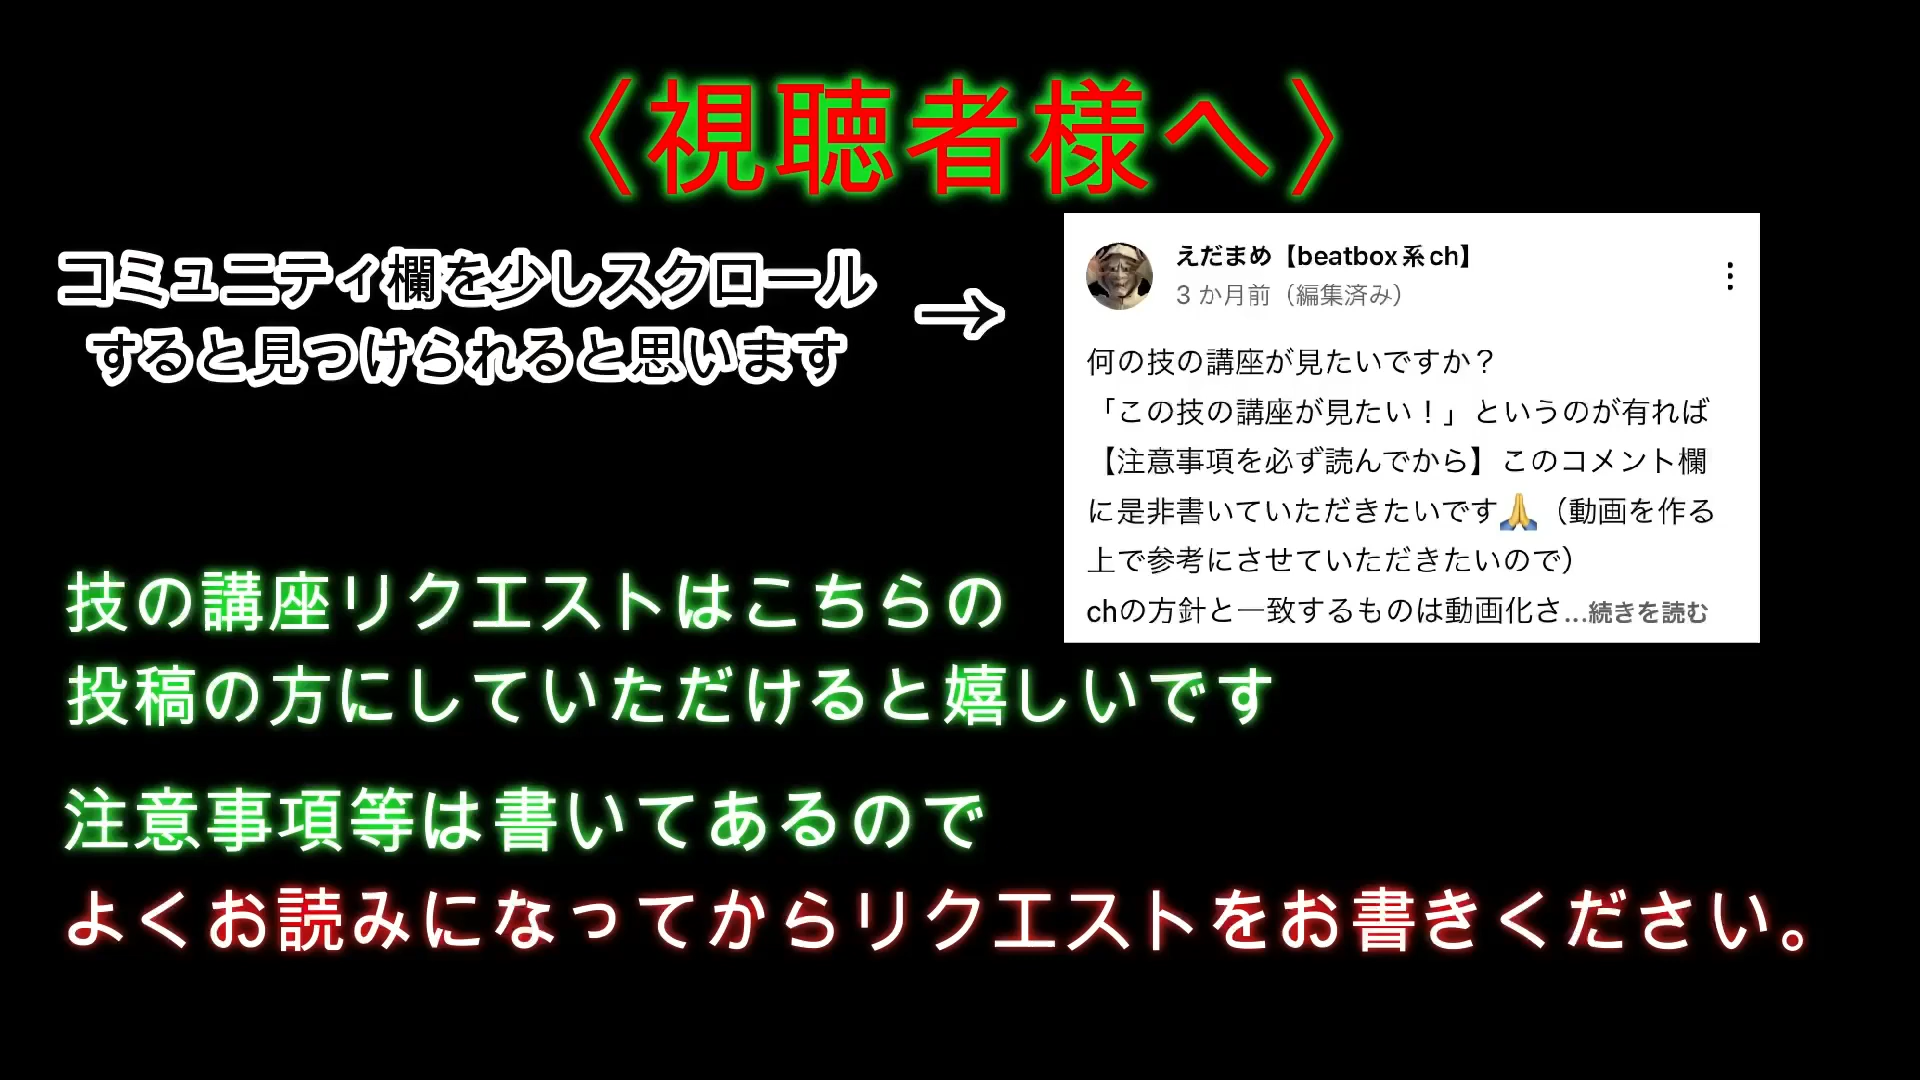 〈視聴者様へ〉
コミュニティ欄を少しスクロール
すると見つけられると思います
→
えだまめ【beatbox系ch】
3 か月前（編集済み）
何の技の講座が見たいですか？
「この技の講座が見たい！」というのが有れば
【注意事項を必ず読んでから】このコメント欄
に是非書いていただきたいです🙏（動画を作る
上で参考にさせていただきたいので）
chの方針と一致するものは動画化さ...続きを読む
技の講座リクエストはこちらの
投稿の方にしていただけると嬉しいです
注意事項等は書いてあるので
よくお読みになってからリクエストをお書きください。